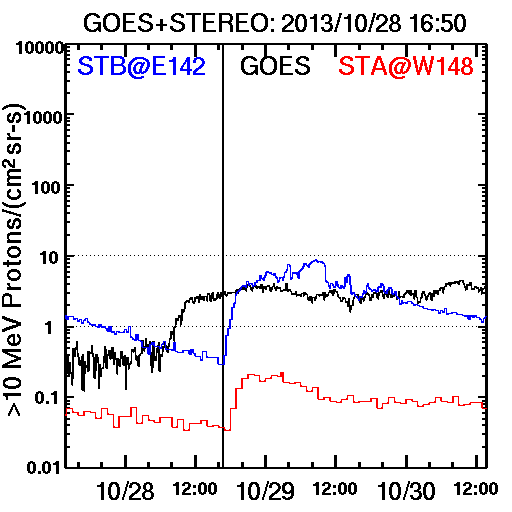 GOES+STEREO: 2013/10/28 16:50
STB@E142 GOES STA@W148
>10 MeV Protons/(cm² sr-s)
10000
1000
100
10
1
0.1
0.01
10/28 12:00 10/29 12:00 10/30 12:00